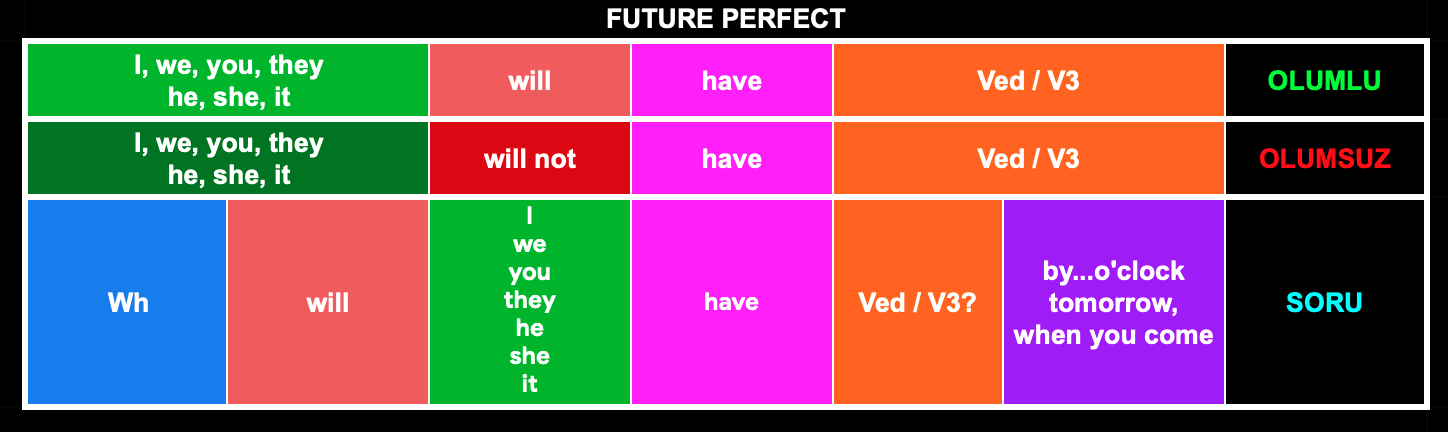 FUTURE PERFECT
I, we, you, they
he, she, it
will
have
Ved / V3
OLUMLU
I, we, you, they
he, she, it
will not
have
Ved / V3
OLUMSUZ
Wh
will
I
we
you
they
he
she
it
have
Ved / V3?
by...o'clock
tomorrow,
when you come
SORU